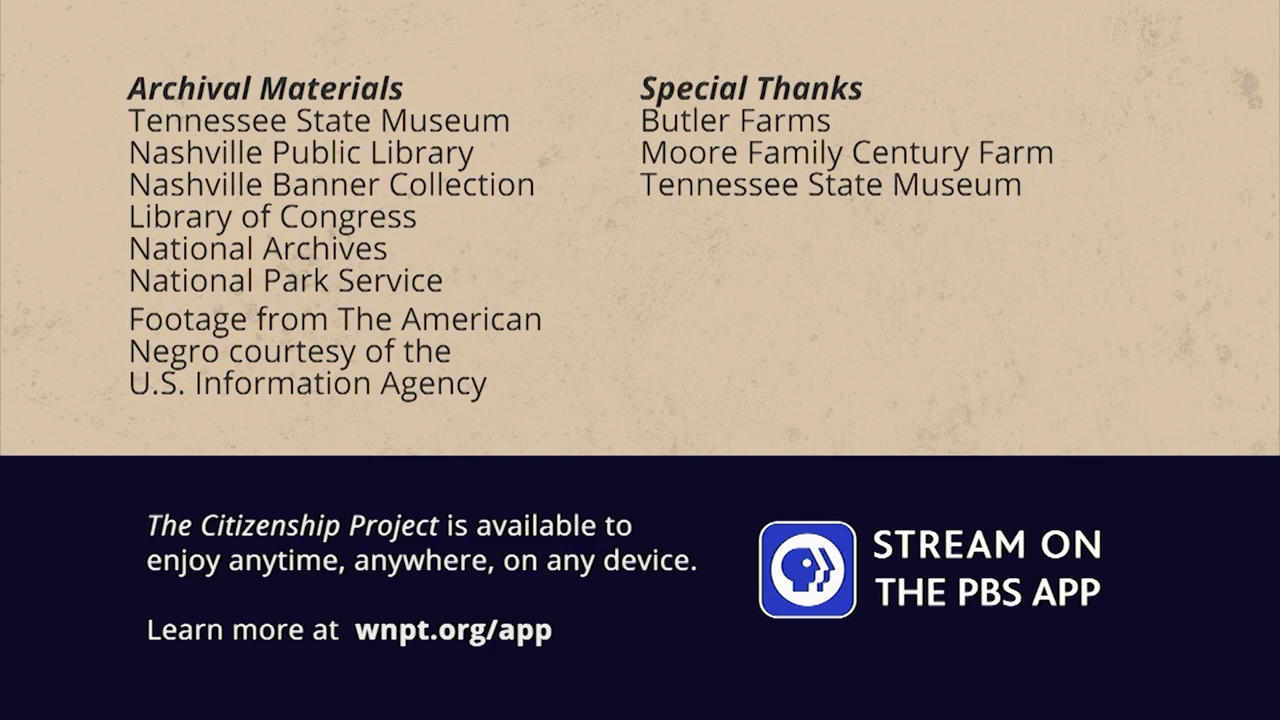 Archival Materials
Tennessee State Museum
Nashville Public Library
Nashville Banner Collection
Library of Congress
National Archives
National Park Service
Footage from The American
Negro courtesy of the
U.S. Information Agency
Special Thanks
Butler Farms
Moore Family Century Farm
Tennessee State Museum
The Citizenship Project is available to
enjoy anytime, anywhere, on any device.
Learn more at wnpt.org/app
STREAM ON
THE PBS APP